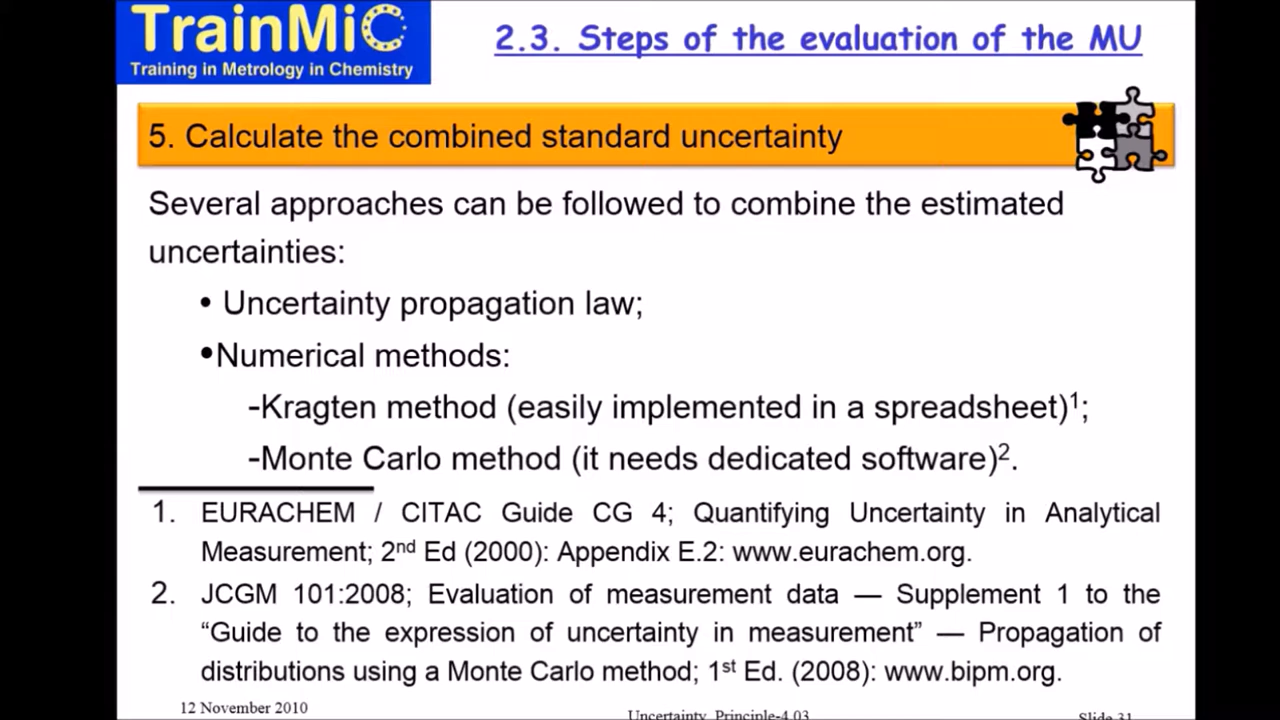 TrainMiC
Training in Metrology in Chemistry
2.3. Steps of the evaluation of the MU
5. Calculate the combined standard uncertainty
Several approaches can be followed to combine the estimated
uncertainties:
• Uncertainty propagation law;
•Numerical methods:
-Kragten method (easily implemented in a spreadsheet)¹;
-Monte Carlo method (it needs dedicated software)².
1. EURACHEM / CITAC Guide CG 4; Quantifying Uncertainty in Analytical
Measurement; 2nd Ed (2000): Appendix E.2: www.eurachem.org.
2. JCGM 101:2008; Evaluation of measurement data — Supplement 1 to the
“Guide to the expression of uncertainty in measurement” — Propagation of
distributions using a Monte Carlo method; 1st Ed. (2008): www.bipm.org.
12 November 2010
Uncertainty_Principle-4.03
Slide 31